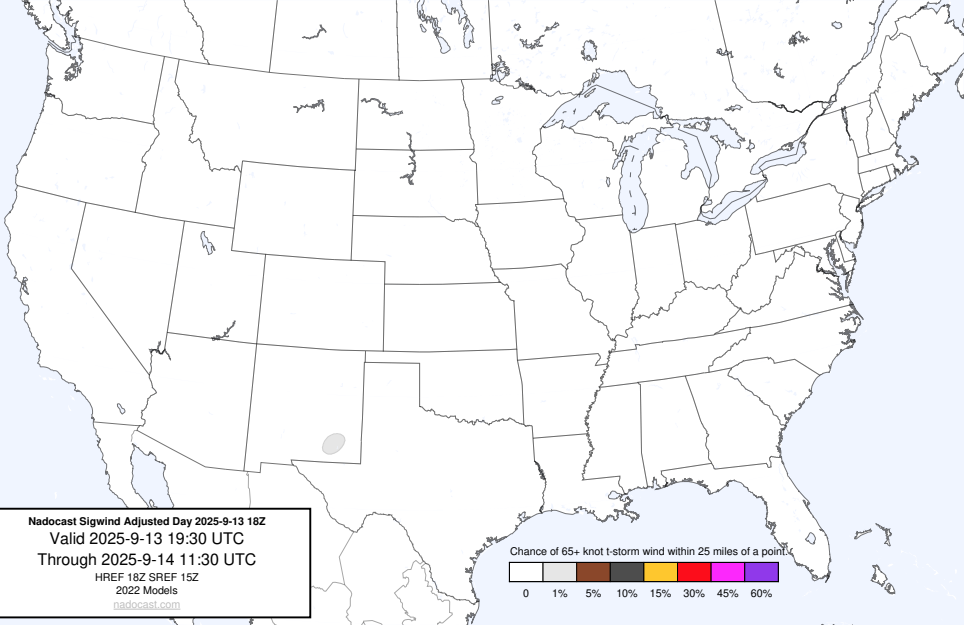 Nadocast Sigwind Adjusted Day 2025-9-13 18Z
Valid 2025-9-13 19:30 UTC
Through 2025-9-14 11:30 UTC
HREF 18Z SREF 15Z
2022 Models
nadocast.com
Chance of 65+ knot t-storm wind within 25 miles of a point.
0 1% 5% 10% 15% 30% 45% 60%